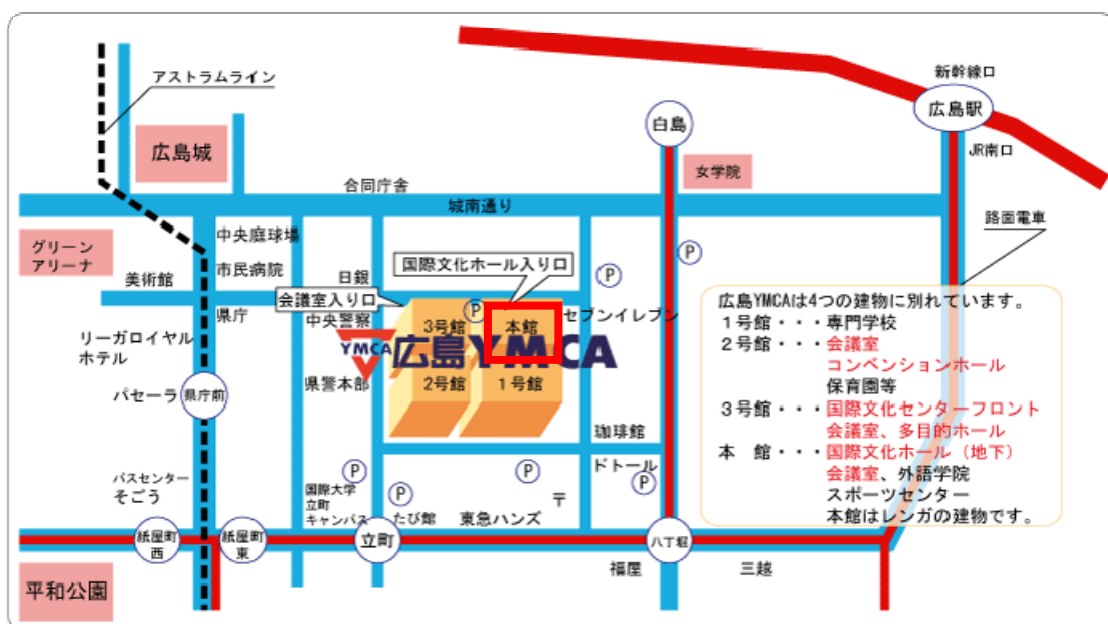 アストラムライン
広島城
新幹線口
広島駅
JR南口
白島
女学院
合同庁舎
城南通り
路面電車
グリーン
アリーナ
中央庭球場
美術館
市民病院
日銀
国際文化ホール入り口
会議室入り口
県庁
中央警察
3号館
P
本館
セブンイレブン
P
P
リーガロイヤル
ホテル
YMCA
広島YMCA
県警本部
2号館
1号館
パセーラ
県庁前
珈琲館
ドトール
バスセンター
そごう
国際大学
立町
キャンパス
P
P
P
P
たび館
東急ハンズ
〒
紙屋町
西
紙屋町
東
立町
八丁堀
福屋
三越
平和公園
広島YMCAは4つの建物に別れています。
1号館・・・専門学校
2号館・・・会議室
コンベンションホール
保育園等
3号館・・・国際文化センターフロント
会議室、多目的ホール
本 館・・・国際文化ホール（地下）
会議室、外語学院
スポーツセンター
本館はレンガの建物です。